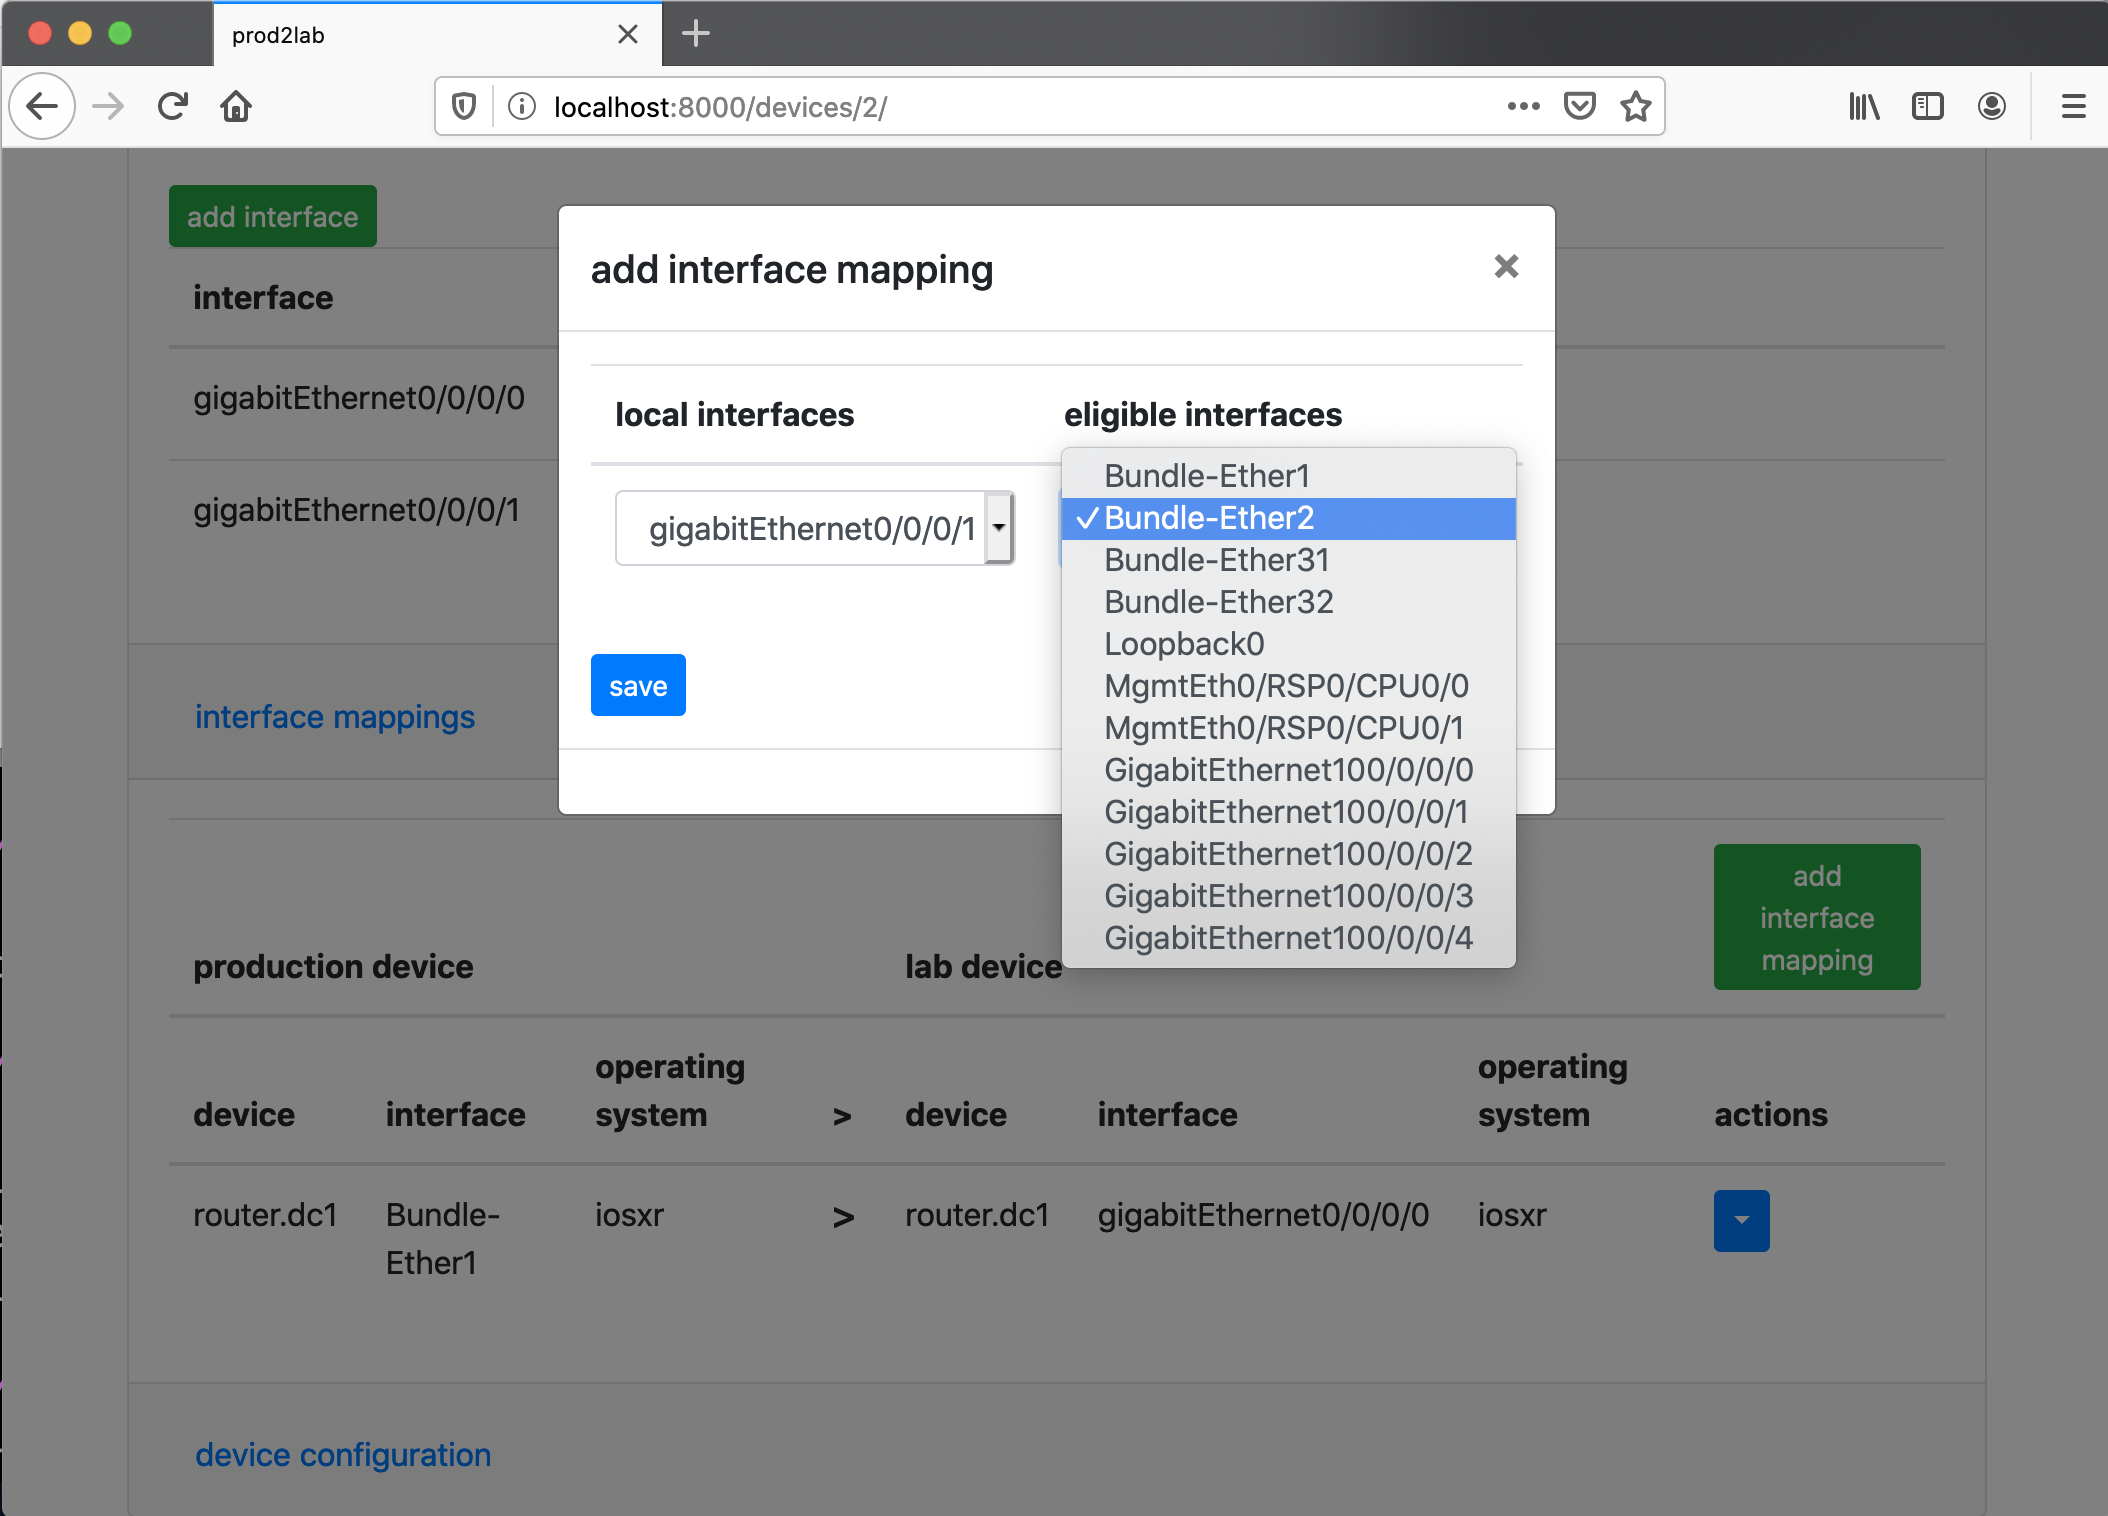 prod2lab
localhost:8000/devices/2/
add interface
interface
gigabitEthernet0/0/0/0
gigabitEthernet0/0/0/1
add interface mapping
local interfaces
eligible interfaces
gigabitEthernet0/0/0/1
Bundle-Ether1
✓Bundle-Ether2
Bundle-Ether31
Bundle-Ether32
Loopback0
MgmtEth0/RSP0/CPU0/0
MgmtEth0/RSP0/CPU0/1
GigabitEthernet100/0/0/0
GigabitEthernet100/0/0/1
GigabitEthernet100/0/0/2
GigabitEthernet100/0/0/3
GigabitEthernet100/0/0/4
save
interface mappings
production device
lab device
add
interface
mapping
device
interface
operating
system
>
device
interface
operating
system
actions
router.dc1
Bundle-
Ether1
iosxr
>
router.dc1
gigabitEthernet0/0/0/0
iosxr
device configuration